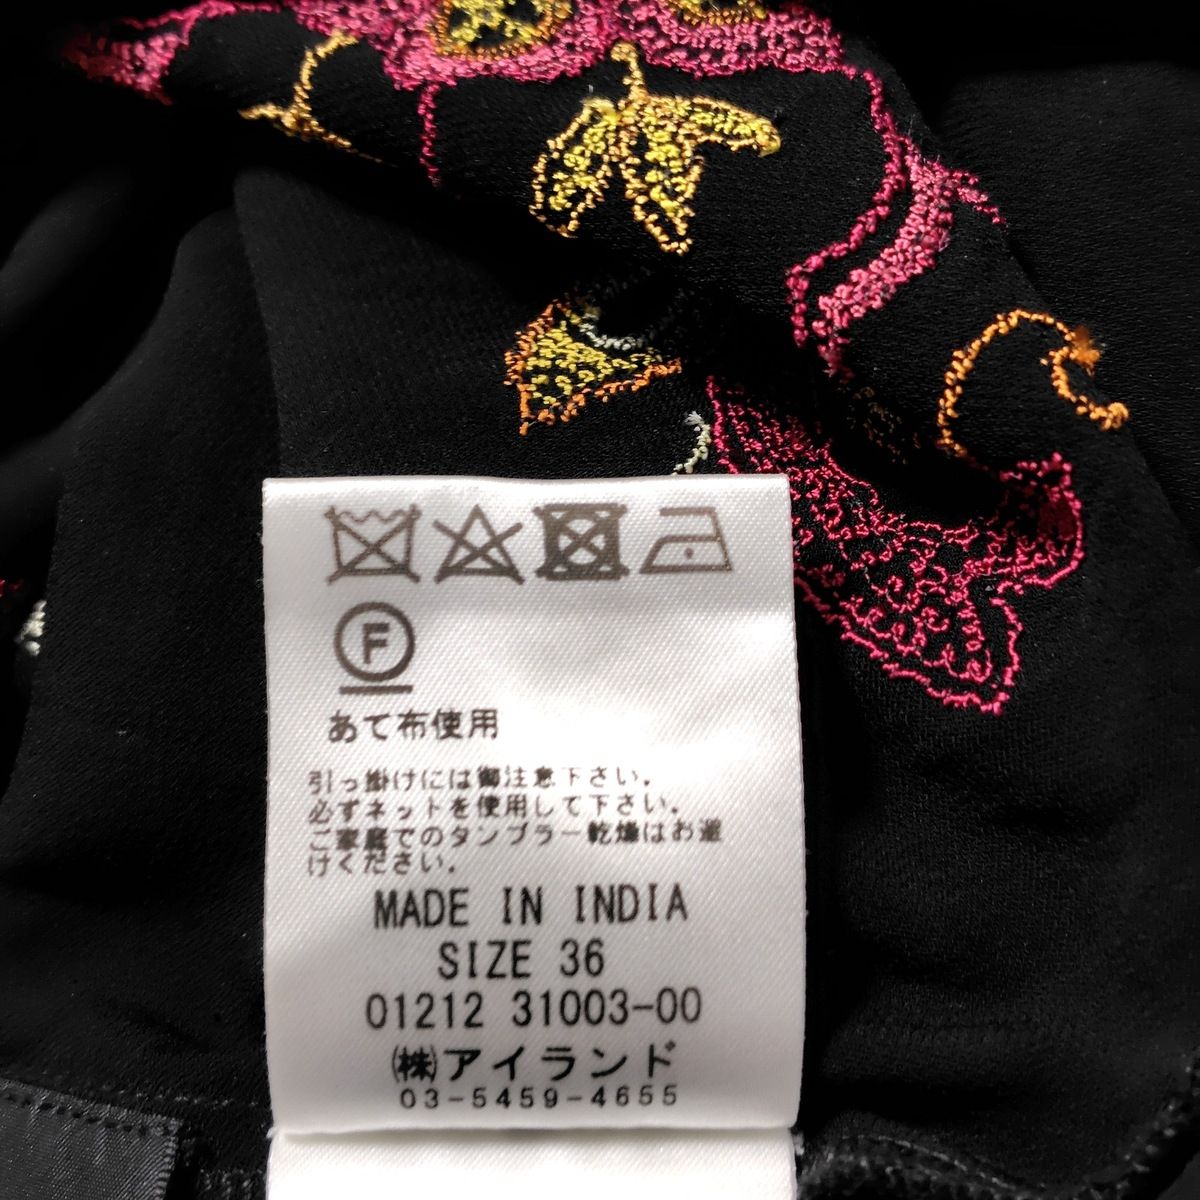 F
あて布使用
引っ掛けには御注意下さい.
必ずネットを使用して下さい.
ご家庭でのタンブラー乾燥はお避
けください.
MADE IN INDIA
SIZE 36
01212 31003-00
㈱アイランド
03-5459-4655